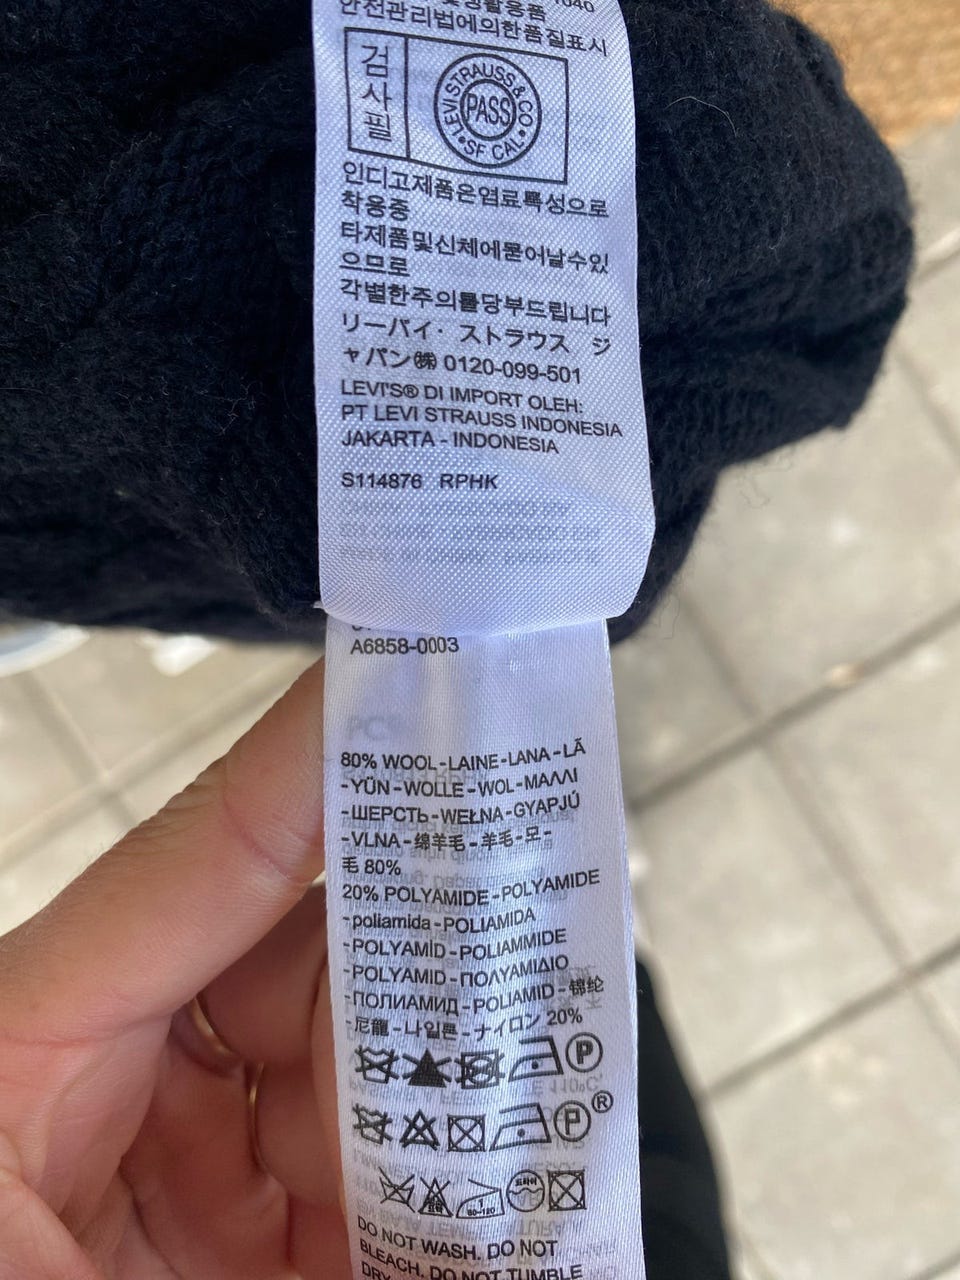 안전관리법에의한품질표시
검사필
LEVI STRAUSS & CO
PASS
SF CAL
인디고제품은염료특성으로
착용중
타제품및신체에묻어날수있
으므로
각별한주의를당부드립니다
リーバイ・ストラウス ジ
ャパン㈱ 0120-099-501
LEVI'S® DI IMPORT OLEH:
PT LEVI STRAUSS INDONESIA
JAKARTA - INDONESIA
S114876 RPHK
A6858-0003
80% WOOL-LAINE-LANA-LÃ
-YÜN-WOLLE-WOL-ΜΑΛΛΙ
-ШЕРСТЬ-WEŁNA-GYAPJÚ
-VLNA-绵羊毛-羊毛-모-
毛 80%
20% POLYAMIDE-POLYAMIDE
-poliamida-POLIAMIDA
-POLYAMİD-POLIAMMIDE
-POLYAMID-ΠΟΛΥΑΜΙΔΙΟ
-ПОЛИАМИД-POLIAMID-锦纶
-尼龍-나일론-ナイロン 20%
P
P ®
1 80~120 드라이
DO NOT WASH. DO NOT
BLEACH. DO NOT TUMBLE
DRY